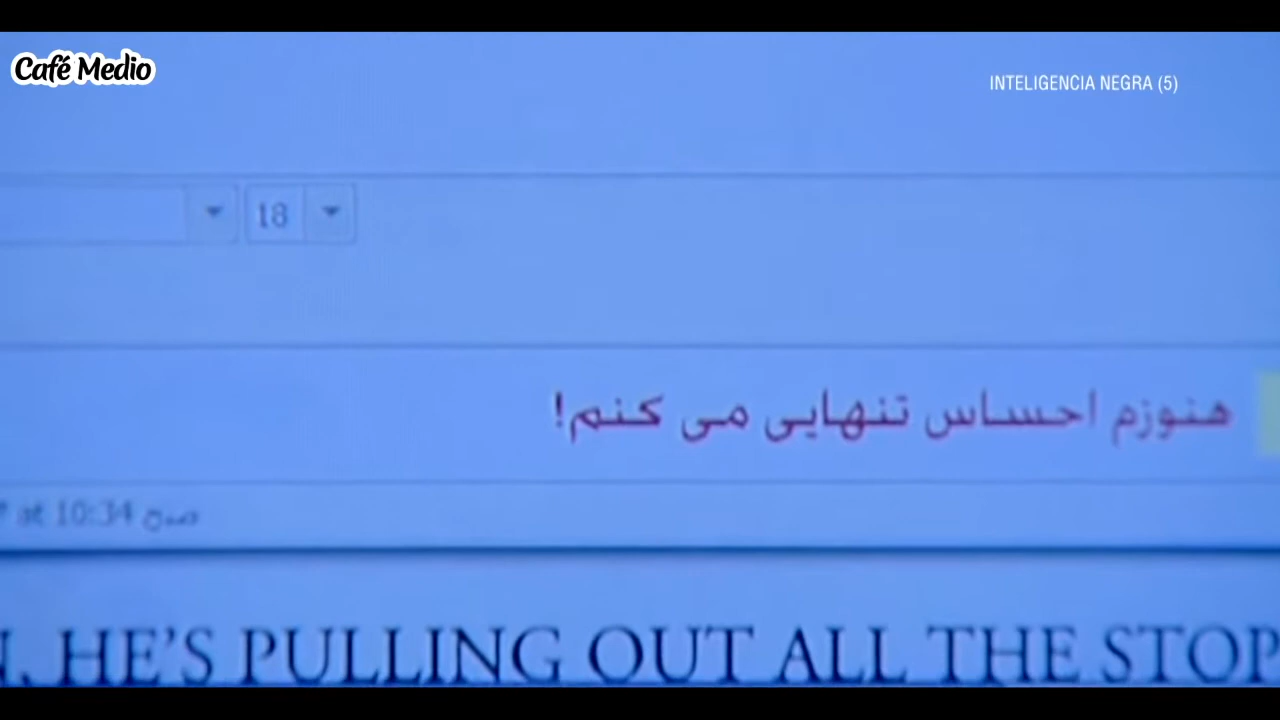 Café Medio
INTELIGENCIA NEGRA (5)
18
هنوزم احساس تنهایی می کنم!
at 10:34 صبح
HE'S PULLING OUT ALL THE STOP